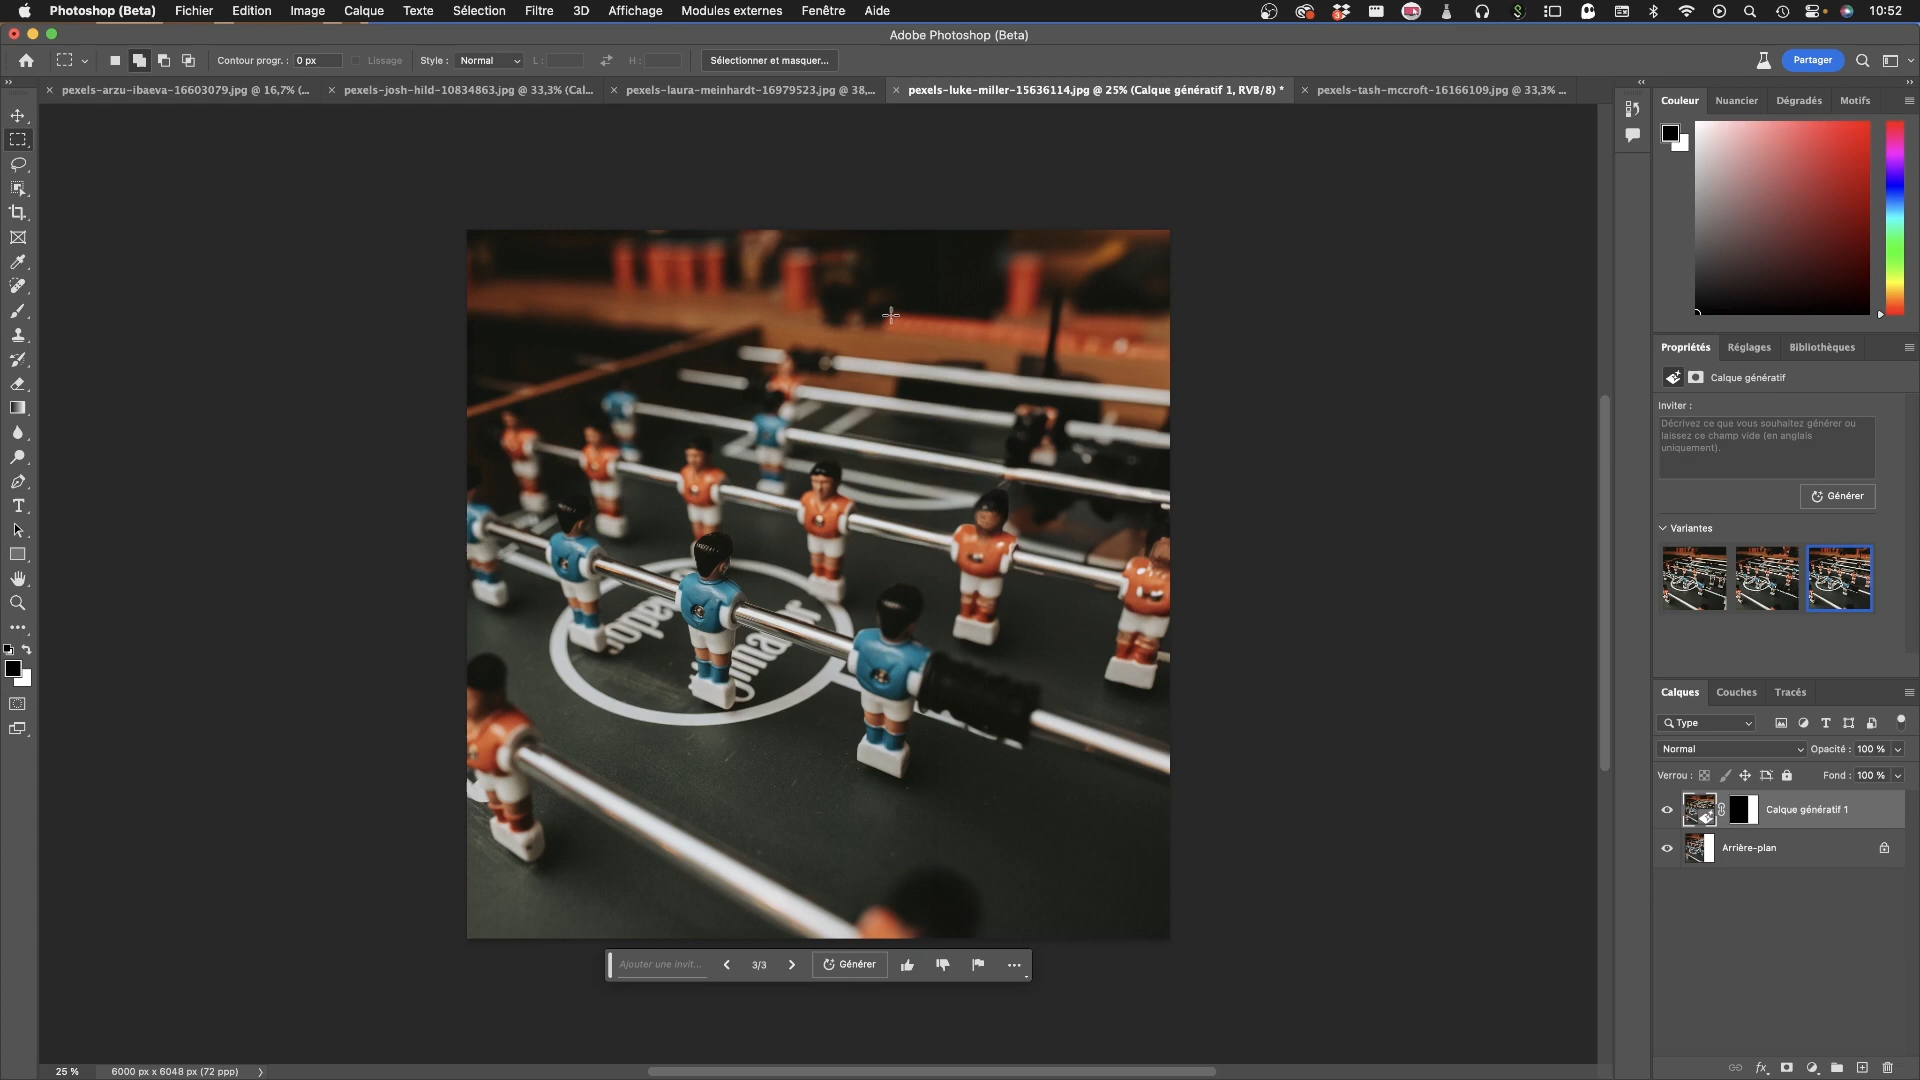 Photoshop (Beta) Fichier Edition Image Calque Texte Sélection Filtre 3D Affichage Modules externes Fenêtre Aide 10:52
Adobe Photoshop (Beta)
Contour progr. : 0 px Lissage Style : Normal L : H : Sélectionner et masquer... Partager
pexels-arzu-ibaeva-16603079.jpg @ 16,7% (... pexels-josh-hild-10834863.jpg @ 33,3% (Cal... pexels-laura-meinhardt-16979523.jpg @ 38,... pexels-luke-miller-15636114.jpg @ 25% (Calque génératif 1, RVB/8) * pexels-tash-mccroft-16166109.jpg @ 33,3% ...
Couleur Nuancier Dégradés Motifs
Propriétés Réglages Bibliothèques
Calque génératif
Inviter :
Décrivez ce que vous souhaitez générer ou
laissez ce champ vide (en anglais
uniquement).
Générer
Variantes
Calques Couches Tracés
Type
Normal Opacité : 100 %
Verrou : Fond : 100 %
Calque génératif 1
Arrière-plan
Ajouter une invit... 3/3 Générer
25 % 6000 px x 6048 px (72 ppp)